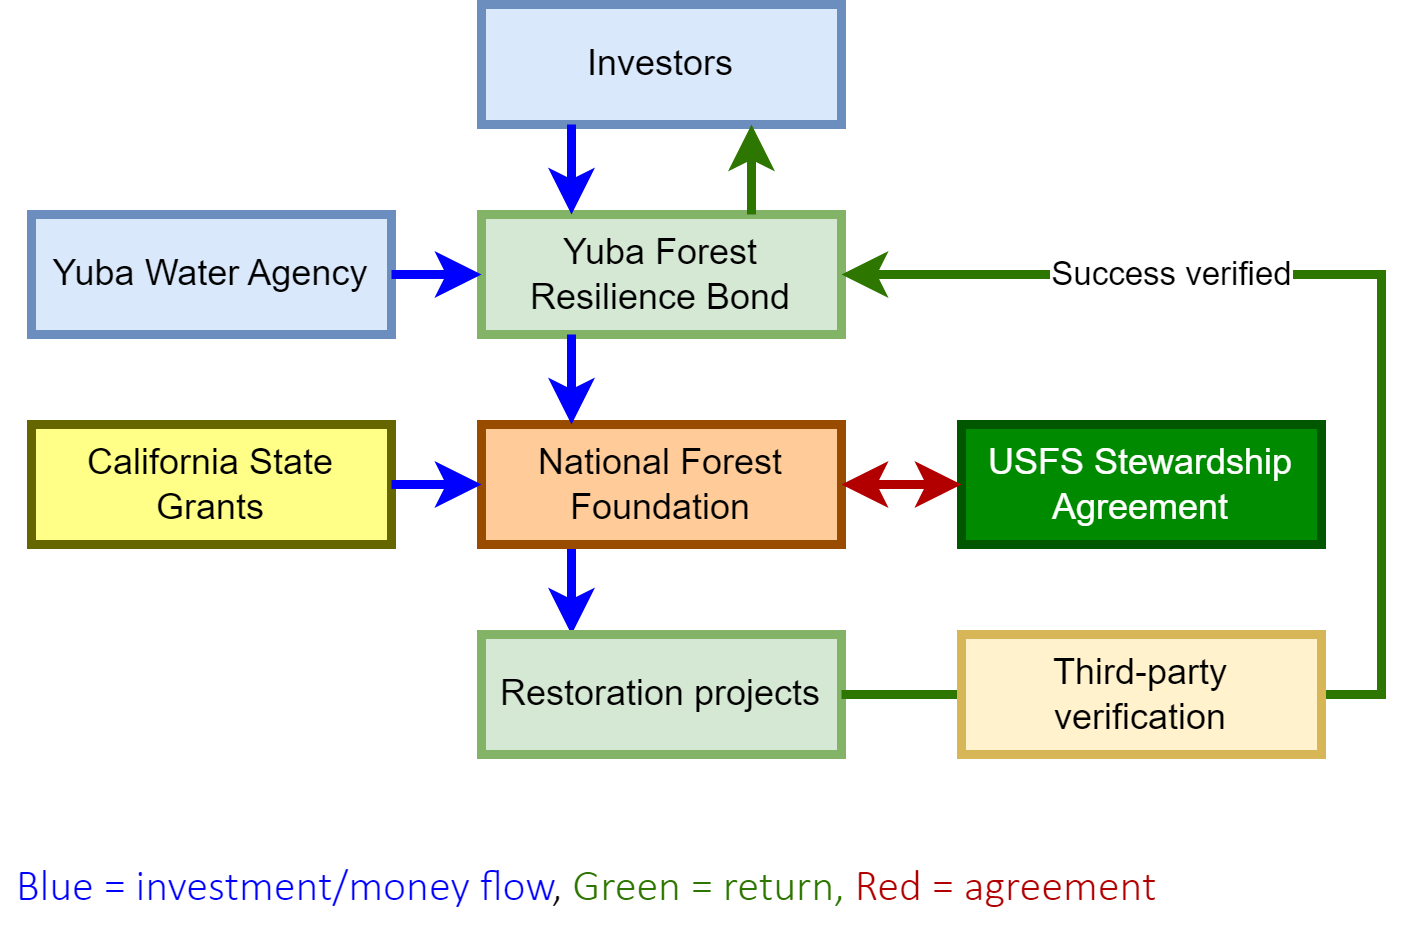 Investors
Yuba Water Agency
Yuba Forest
Resilience Bond
Success verified
California State
Grants
National Forest
Foundation
USFS Stewardship
Agreement
Restoration projects
Third-party
verification
Blue = investment/money flow, Green = return, Red = agreement